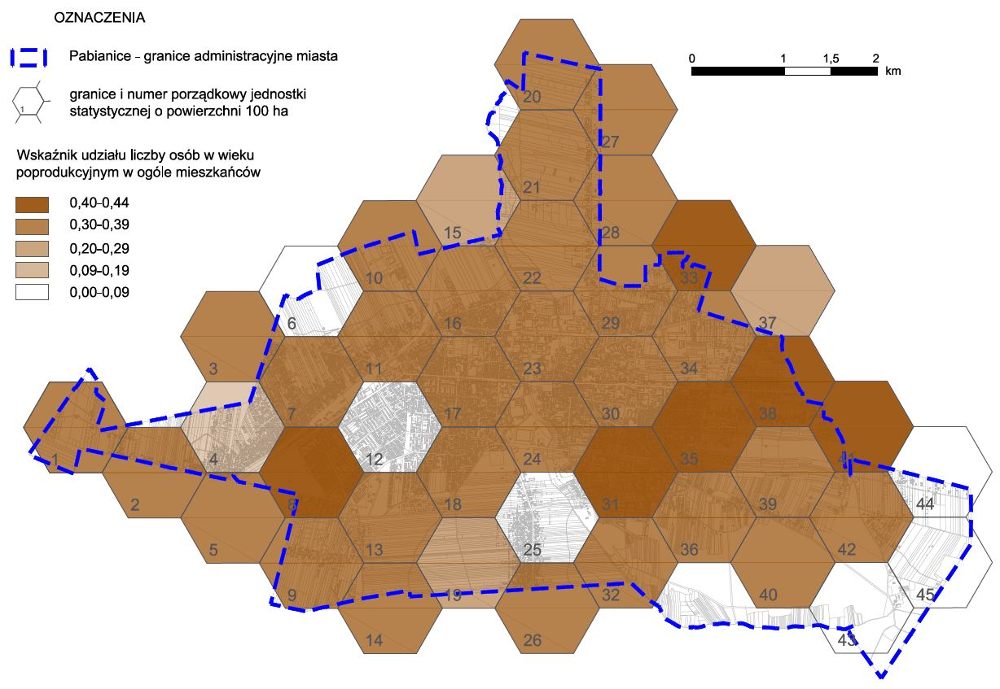 OZNACZENIA
Pabianice - granice administracyjne miasta
granice i numer porządkowy jednostki
statystycznej o powierzchni 100 ha
1
Wskaźnik udziału liczby osób w wieku
poprodukcyjnym w ogóle mieszkańców
0,40-0,44
0,30-0,39
0,20-0,29
0,09-0,19
0,00-0,09
0 1 1,5 2
km
20
27
21
15 28
10 22 33
6 16 29 37
3 11 23 34
7 17 30 38
1 4 12 24 35 41
2 8 18 31 39 44
5 13 25 36 42
9 19 32 40 45
14 26 43